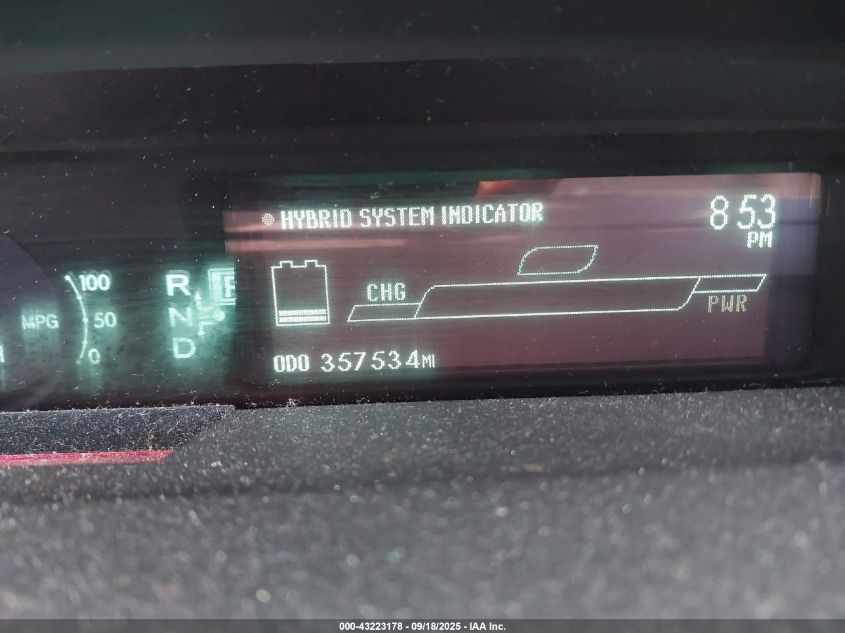 HYBRID SYSTEM INDICATOR
8:53
PM
100
R
CHG
MPG
50
N
PWR
0
D
ODO 357534MI
000-43223178 - 09/18/2025 - IAA Inc.